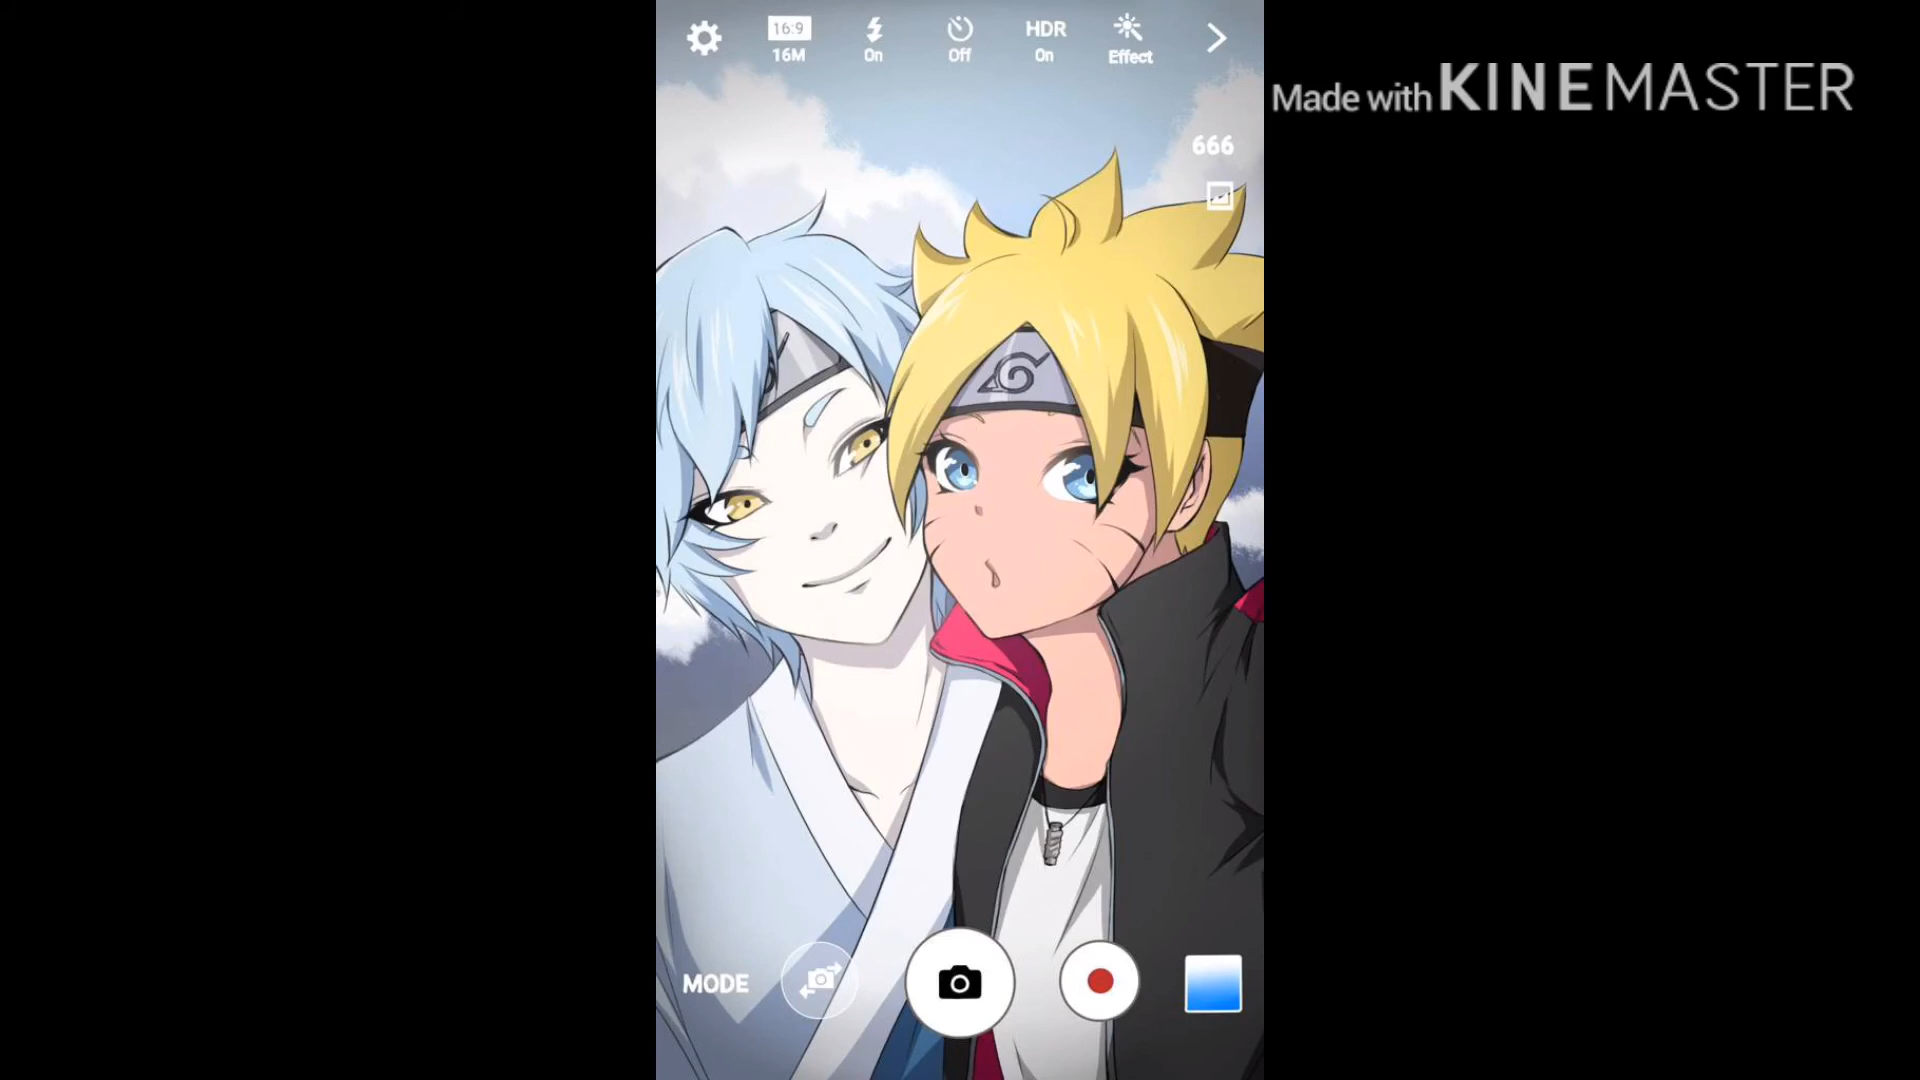 16:9
16M
On
Off
HDR
On
Effect
Made with KINEMASTER
666
MODE